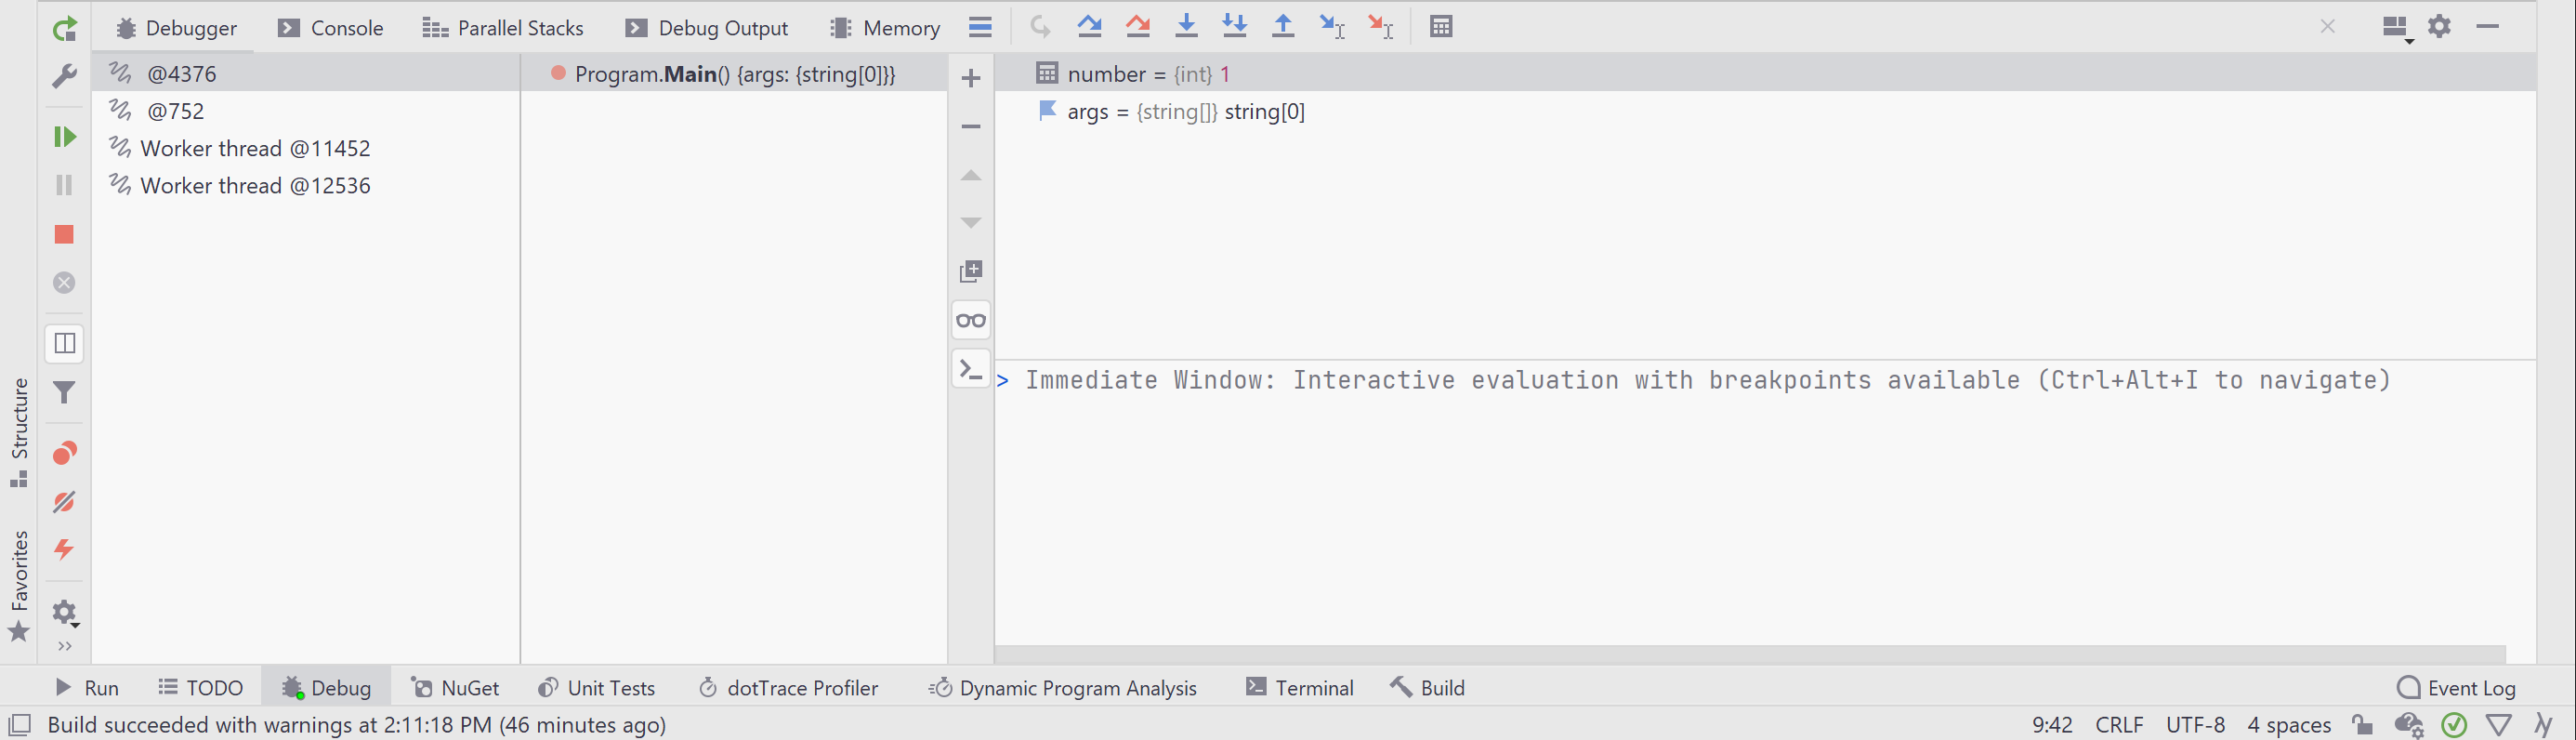 Debugger Console Parallel Stacks Debug Output Memory
@4376
@752
Worker thread @11452
Worker thread @12536
Program.Main() {args: {string[0]}}
number = {int} 1
args = {string[]} string[0]
> Immediate Window: Interactive evaluation with breakpoints available (Ctrl+Alt+I to navigate)
Structure
Favorites
Run TODO Debug NuGet Unit Tests dotTrace Profiler Dynamic Program Analysis Terminal Build Event Log
Build succeeded with warnings at 2:11:18 PM (46 minutes ago) 9:42 CRLF UTF-8 4 spaces